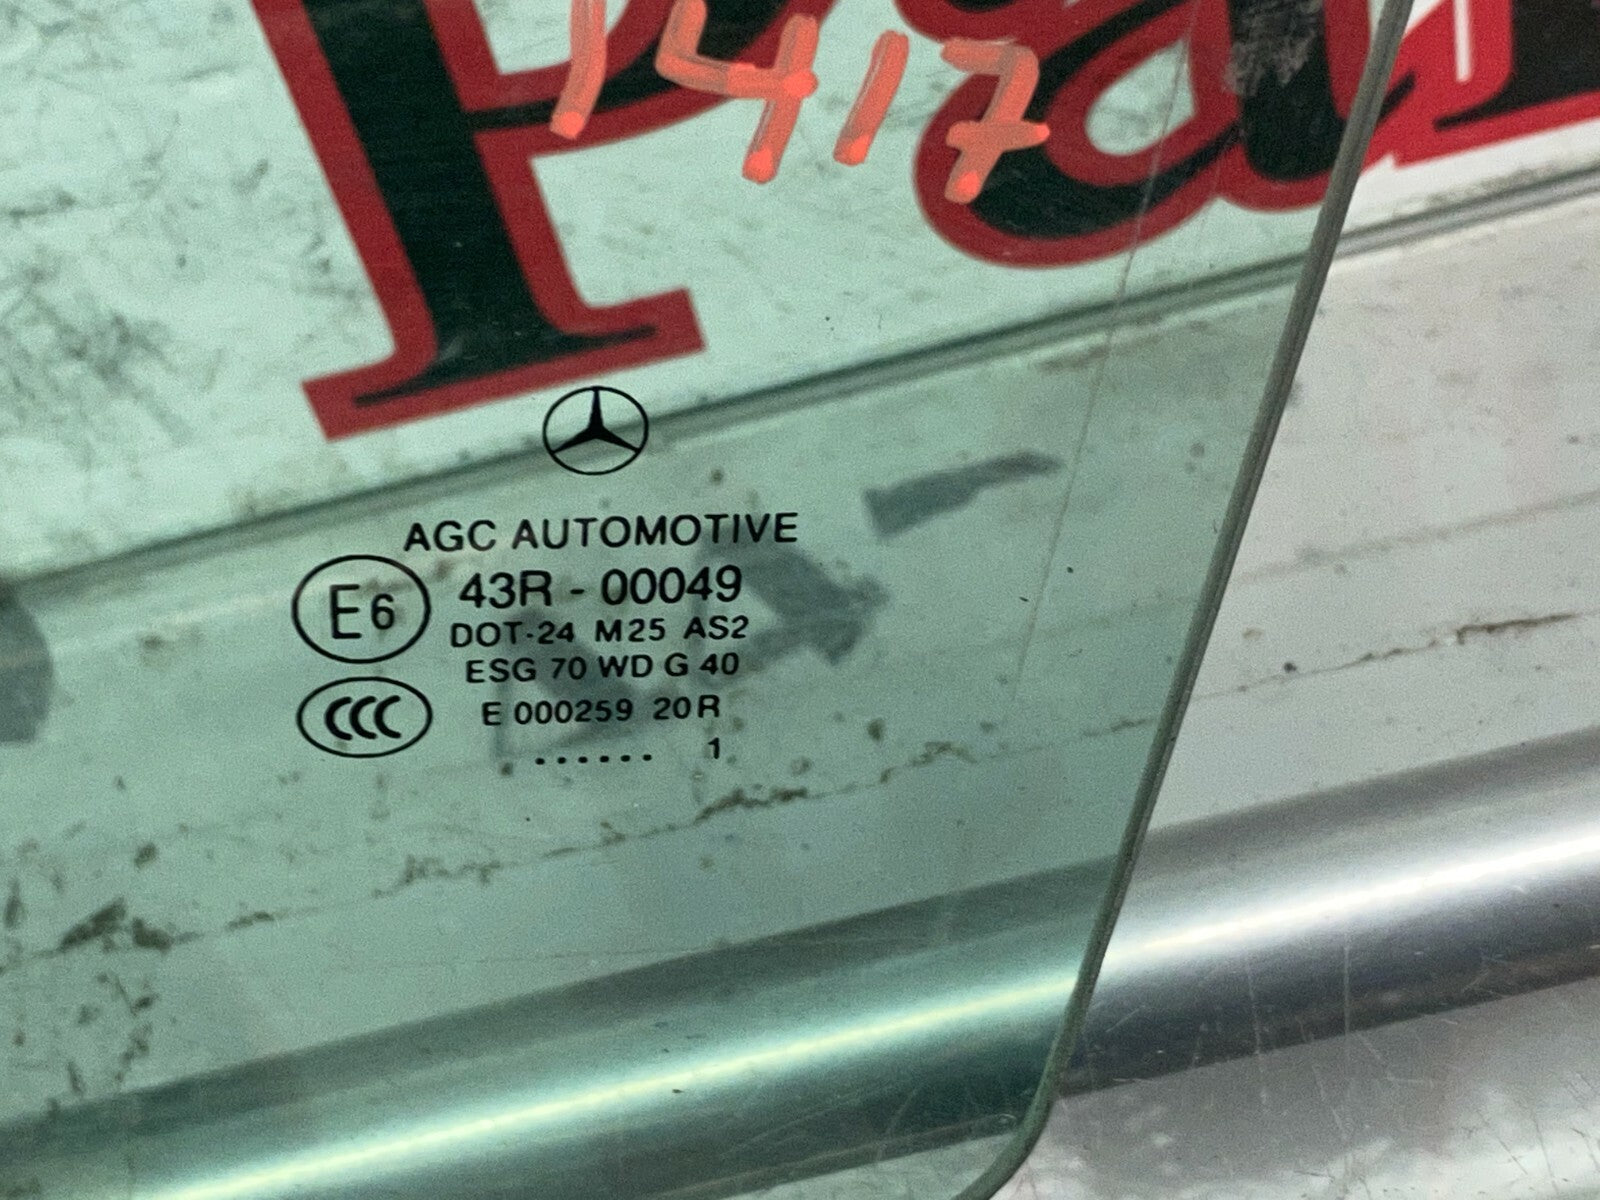 1417
AGC AUTOMOTIVE
E6 43R - 00049
DOT-24 M25 AS2
ESG 70 WD G 40
CCC E 000259 20R
...... 1